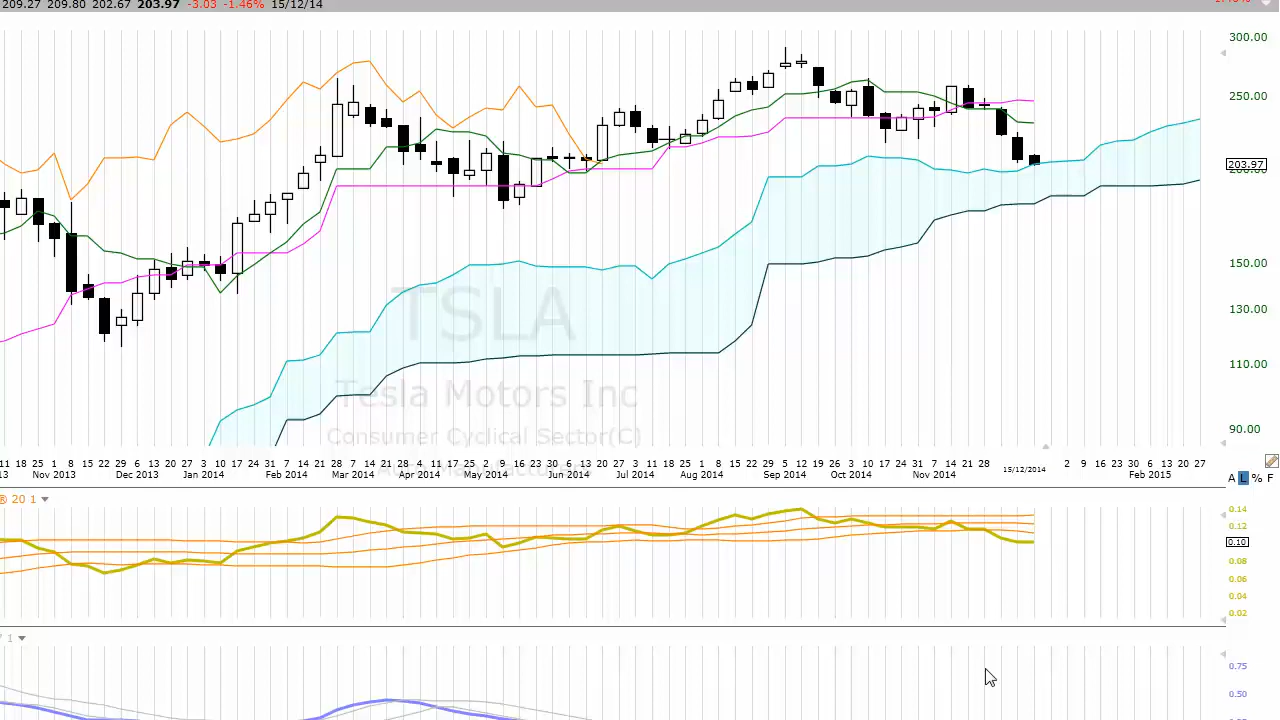 209.27 209.80 202.67 203.97 -3.03 -1.46% 15/12/14
300.00
250.00
203.97
150.00
130.00
110.00
90.00
TSLA
Tesla Motors Inc
Consumer Cyclical Sector(C)
11 18 25 1 8 15 22 29 6 13 20 27 3 10 17 24 31 7 14 21 28 7 14 21 28 4 11 17 25 2 9 16 23 30 6 13 20 27 3 11 18 25 1 8 15 22 29 5 12 19 26 3 10 17 24 31 7 14 21 28 2 9 16 23 30 6 13 20 27
Nov 2013 Dec 2013 Jan 2014 Feb 2014 Mar 2014 Apr 2014 May 2014 Jun 2014 Jul 2014 Aug 2014 Sep 2014 Oct 2014 Nov 2014 15/12/2014 Feb 2015
A L % F
® 20 1
0.14
0.12
0.10
0.08
0.06
0.04
0.02
1
0.75
0.50